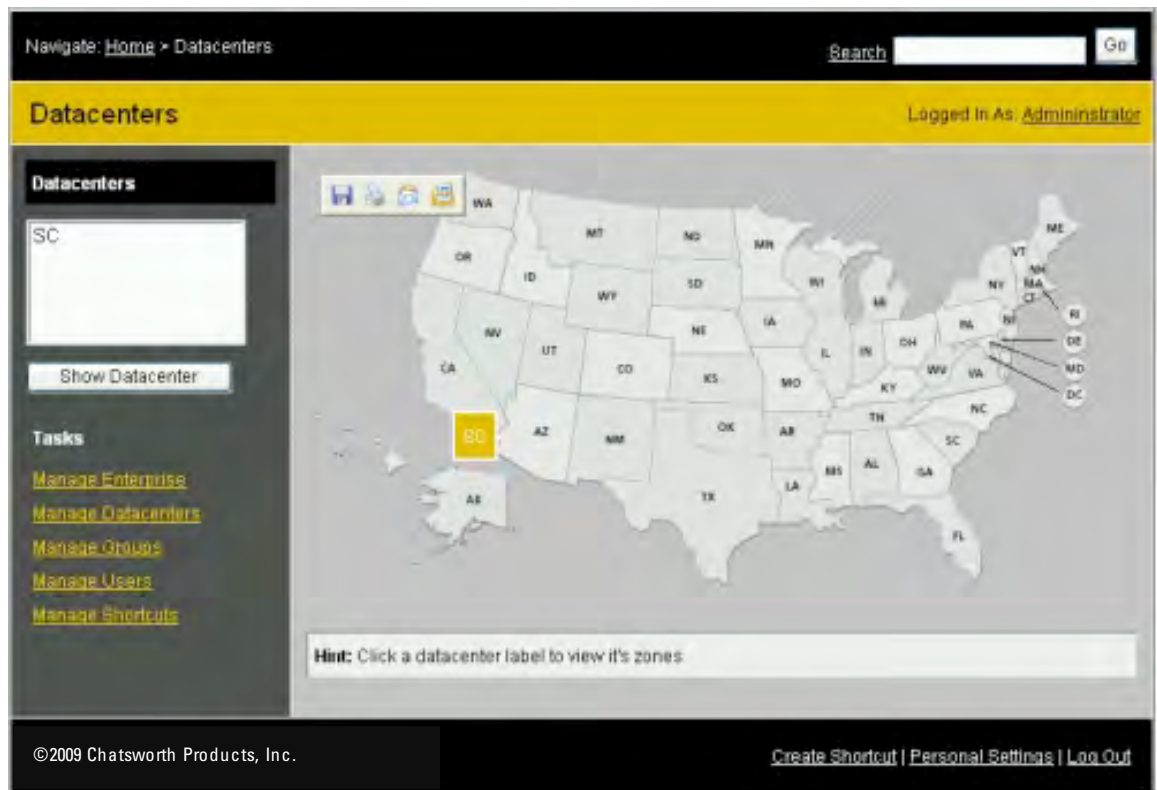 Navigate: Home > Datacenters
Search
Go
Datacenters
Logged In As: Admininstrator
Datacenters
SC
Show Datacenter
Tasks
Manage Enterprise
Manage Datacenters
Manage Groups
Manage Users
Manage Shortcuts
WA
MT
ND
MN
ME
OR
ID
WY
SD
WI
MI
VT
NH
NY
MA
CT
RI
NV
UT
NE
IA
PA
NJ
DE
CA
CO
KS
MO
IL
IN
OH
WV
VA
MD
KY
DC
SC
AZ
NM
OK
AR
TN
NC
SC
MS
AL
GA
AK
TX
LA
FL
Hint: Click a datacenter label to view it's zones
©2009 Chatsworth Products, Inc.
Create Shortcut | Personal Settings | Log Out